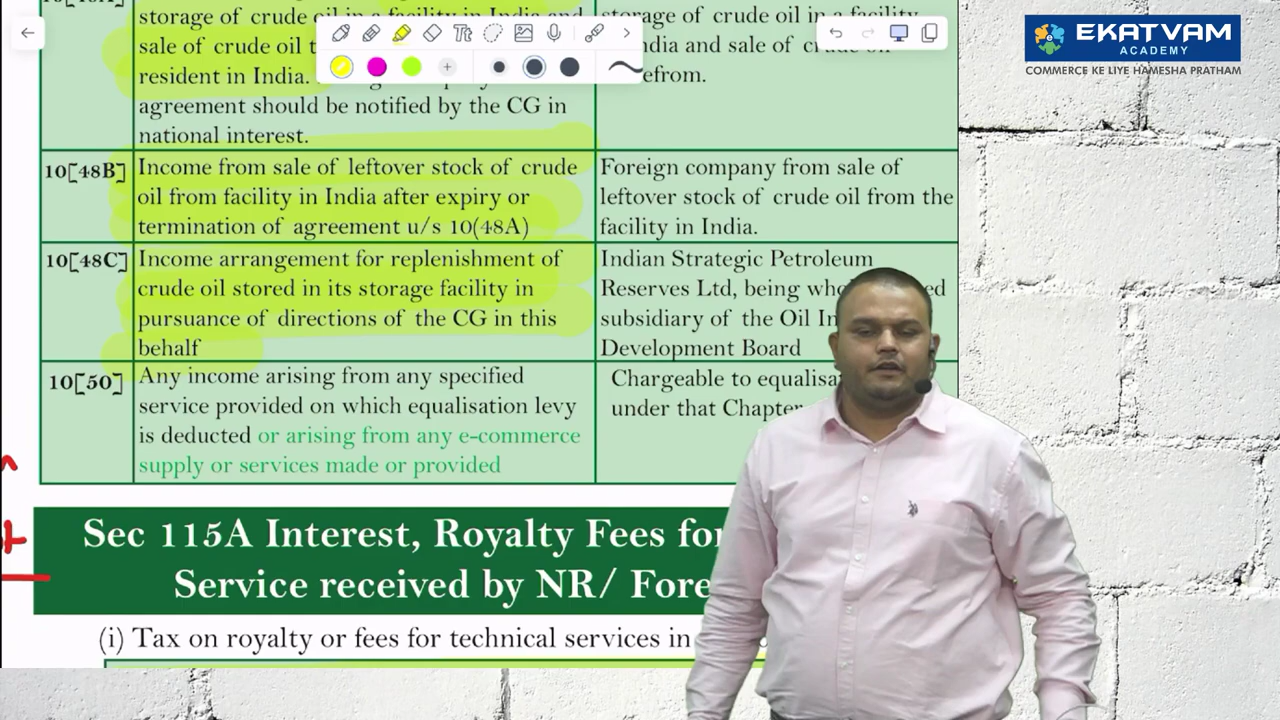 storage of crude oil in a facility in India and
sale of crude oil
resident in India.
agreement should be notified by the CG in
national interest.
storage of crude oil in a facility
India and sale of crude oil
10[48B]
Income from sale of leftover stock of crude
oil from facility in India after expiry or
termination of agreement u/s 10(48A)
Foreign company from sale of
leftover stock of crude oil from the
facility in India.
10[48C]
Income arrangement for replenishment of
crude oil stored in its storage facility in
pursuance of directions of the CG in this
behalf
Indian Strategic Petroleum
Reserves Ltd, being
subsidiary of the Oil
Development Board
10[50]
Any income arising from any specified
service provided on which equalisation levy
is deducted or arising from any e-commerce
supply or services made or provided
Chargeable to
under that Chapter
Sec 115A Interest, Royalty Fees
Service received by NR/
(i) Tax on royalty or fees for technical services in
Tt
EKATVAM
ACADEMY
COMMERCE KE LIYE HAMESHA PRATHAM